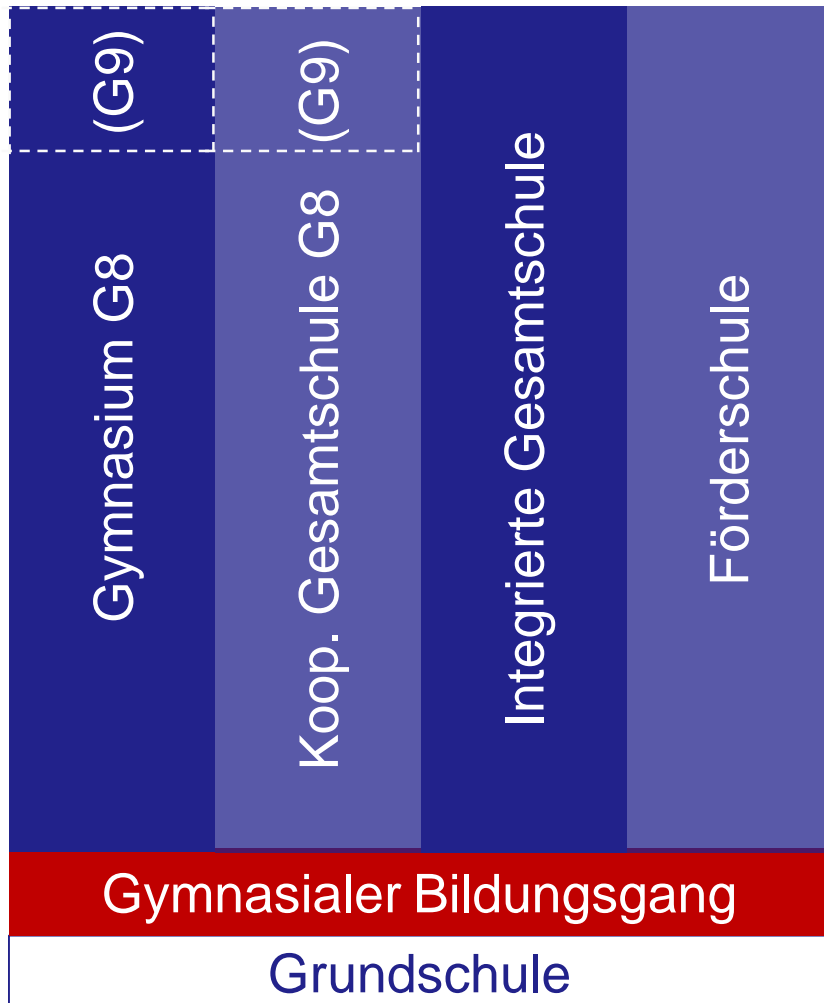 (G9)
(G9)
Gymnasium G8
Koop. Gesamtschule G8
Integrierte Gesamtschule
Förderschule
Gymnasialer Bildungsgang
Grundschule